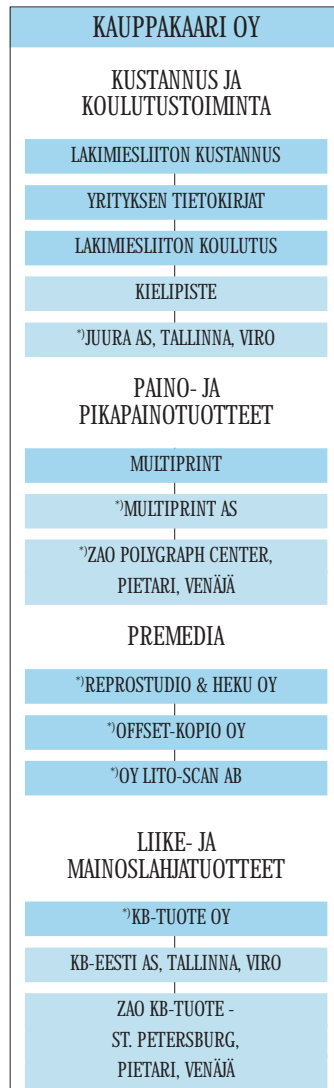 KAUPPAKAARI OY
KUSTANNUS JA
KOULUTUSTOIMINTA
LAKIMIESLIITON KUSTANNUS
YRITYKSEN TIETOKIRJAT
LAKIMIESLIITON KOULUTUS
KIELIPISTE
*)JUURA AS, TALLINNA, VIRO
PAINO- JA
PIKAPAINOTUOTTEET
MULTIPRINT
*)MULTIPRINT AS
*)ZAO POLYGRAPH CENTER,
PIETARI, VENÄJÄ
PREMEDIA
*)REPROSTUDIO & HEKU OY
*)OFFSET-KOPIO OY
*)OY LITO-SCAN AB
LIIKE- JA
MAINOSLAHJATUOTTEET
*)KB-TUOTE OY
KB-EESTI AS, TALLINNA, VIRO
ZAO KB-TUOTE -
ST. PETERSBURG,
PIETARI, VENÄJÄ